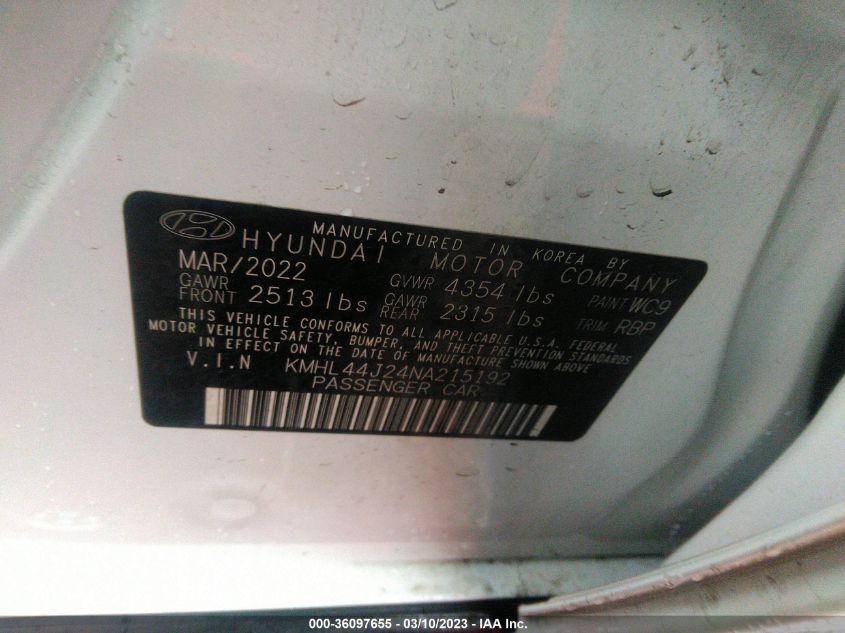 MANUFACTURED IN KOREA BY
HYUNDAI MOTOR COMPANY
MAR/2022 GVWR 4354 lbs PAINT WC9
GAWR FRONT 2513 lbs GAWR REAR 2315 lbs TRIM RBP
THIS VEHICLE CONFORMS TO ALL APPLICABLE U.S.A. FEDERAL
MOTOR VEHICLE SAFETY, BUMPER, AND THEFT PREVENTION STANDARDS
IN EFFECT ON THE DATE OF MANUFACTURE SHOWN ABOVE
V.I.N KMHL44J24NA215192
PASSENGER CAR
000-36097655 — 03/10/2023 — IAA Inc.